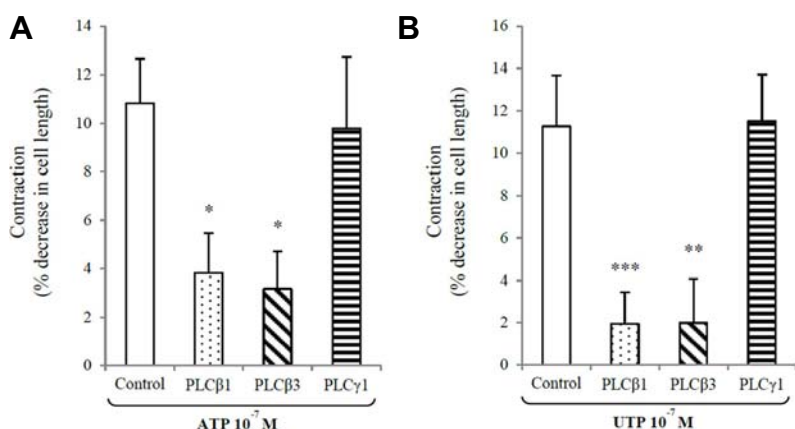 A
Contraction
(% decrease in cell length)
14
12
10
8
6
4
2
0
*
*
Control PLCβ1 PLCβ3 PLCγ1
ATP 10⁻⁷ M
B
Contraction
(% decrease in cell length)
16
14
12
10
8
6
4
2
0
***
**
Control PLCβ1 PLCβ3 PLCγ1
UTP 10⁻⁷ M